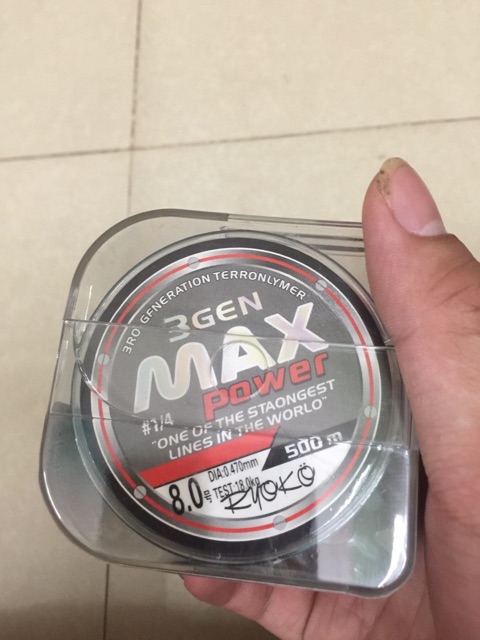 3RD GENERATION TERRONLYMER
3GEN
MAX
power
#1/4
"ONE OF THE STAONGEST
LINES IN THE WORLD"
500 m
DIA:0.470mm
8.0
TEST:18.0kg
RYOKÖ